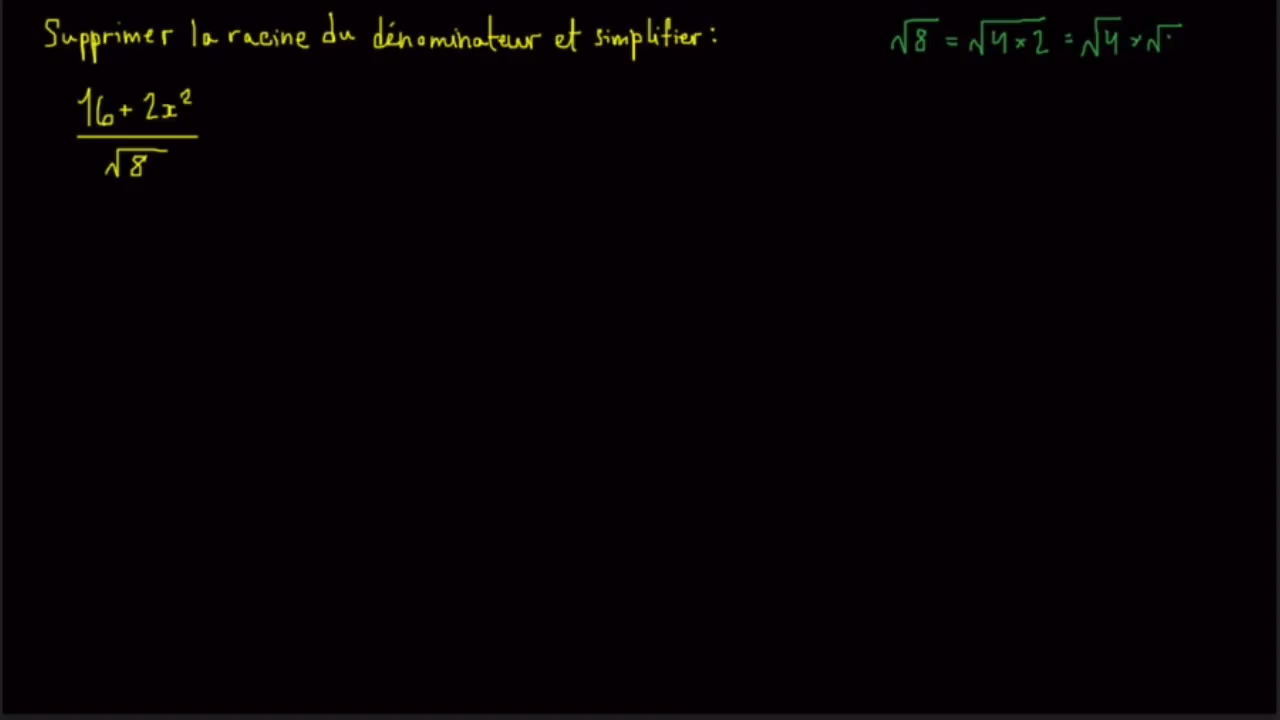 Supprimer la racine du dénominateur et simplifier :
√8 = √4×2 = √4 × √
16 + 2x²
√8